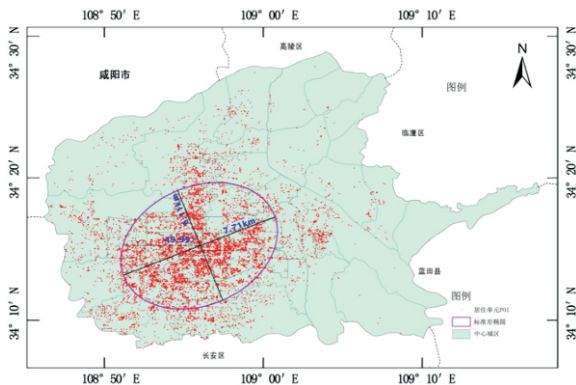 108° 50′ E
109° 00′ E
109° 10′ E
34° 30′ N
34° 30′ N
高陵区
N
咸阳市
图例
临潼区
34° 20′ N
34° 20′ N
7.71km
蓝田县
图例
居住单元POI
标准差椭圆
中心城区
34° 10′ N
34° 10′ N
长安区
108° 50′ E
109° 00′ E
109° 10′ E